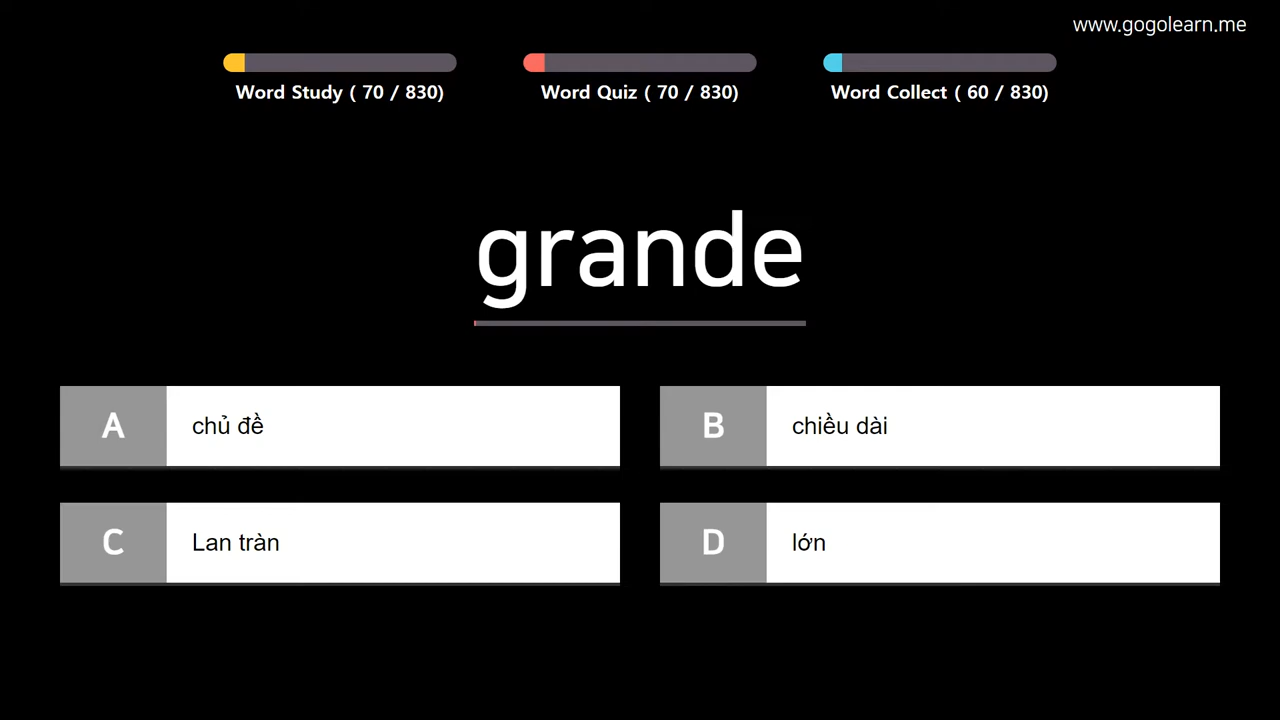 www.gogolearn.me
Word Study ( 70 / 830)
Word Quiz ( 70 / 830)
Word Collect ( 60 / 830)
grande
A
chủ đề
B
chiều dài
C
Lan tràn
D
lớn